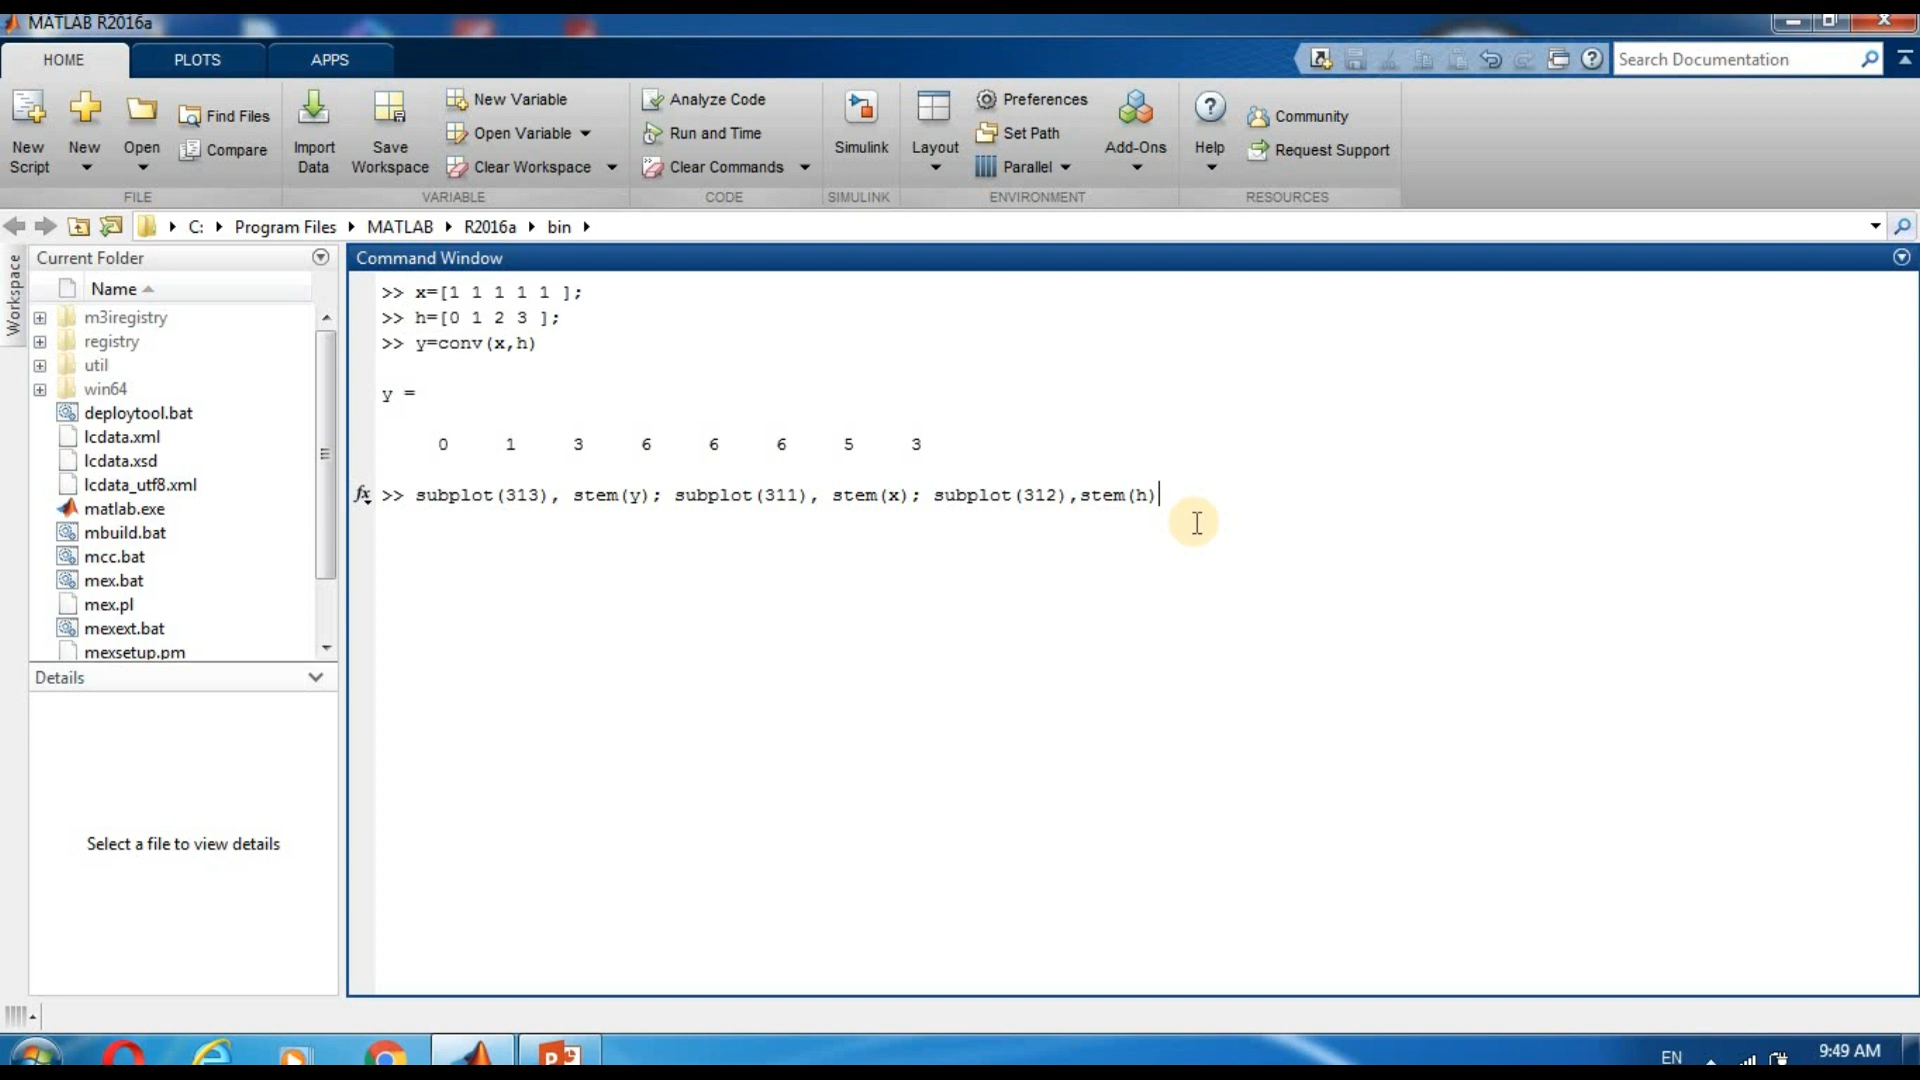 MATLAB R2016a
HOME PLOTS APPS
Search Documentation
New Script
New
Open
Find Files
Compare
FILE
Import Data
Save Workspace
New Variable
Open Variable
Clear Workspace
VARIABLE
Analyze Code
Run and Time
Clear Commands
CODE
Simulink
SIMULINK
Layout
Preferences
Set Path
Parallel
Add-Ons
ENVIRONMENT
Help
Community
Request Support
RESOURCES
C: Program Files MATLAB R2016a bin
Workspace
Current Folder
Name
m3iregistry
registry
util
win64
deploytool.bat
lcdata.xml
lcdata.xsd
lcdata_utf8.xml
matlab.exe
mbuild.bat
mcc.bat
mex.bat
mex.pl
mexext.bat
mexsetup.pm
Details
Select a file to view details
Command Window
>> x=[1 1 1 1 1 ];
>> h=[0 1 2 3 ];
>> y=conv(x,h)
y =
0 1 3 6 6 6 5 3
fx >> subplot(313), stem(y); subplot(311), stem(x); subplot(312),stem(h)
EN
9:49 AM